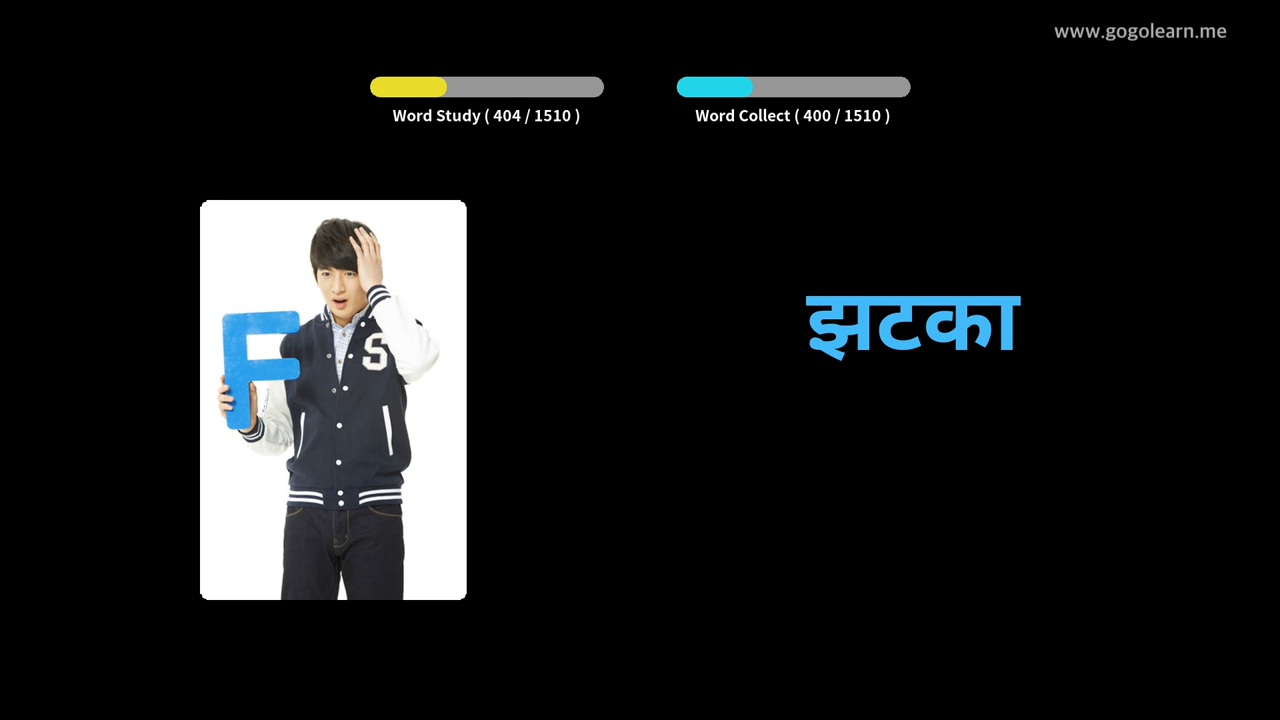 www.gogolearn.me
Word Study ( 404 / 1510 )
Word Collect ( 400 / 1510 )
F
S
झटका